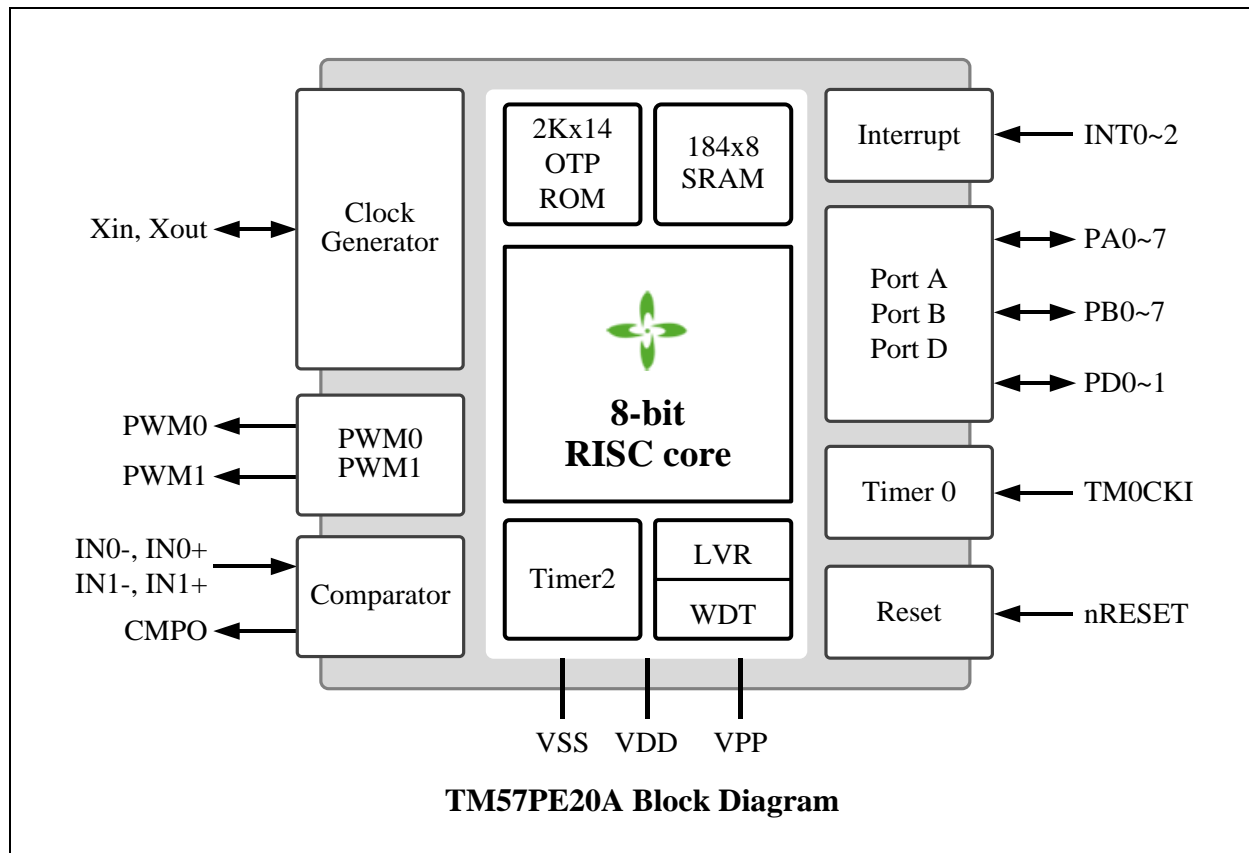 2Kx14
OTP
ROM
184x8
SRAM
Interrupt
INT0~2
Xin, Xout
Clock
Generator
Port A
Port B
Port D
PA0~7
PB0~7
PD0~1
8-bit
RISC core
PWM0
PWM1
PWM0
PWM1
Timer 0
TM0CKI
IN0-, IN0+
IN1-, IN1+
CMPO
Comparator
Timer2
LVR
WDT
Reset
nRESET
VSS
VDD
VPP
TM57PE20A Block Diagram